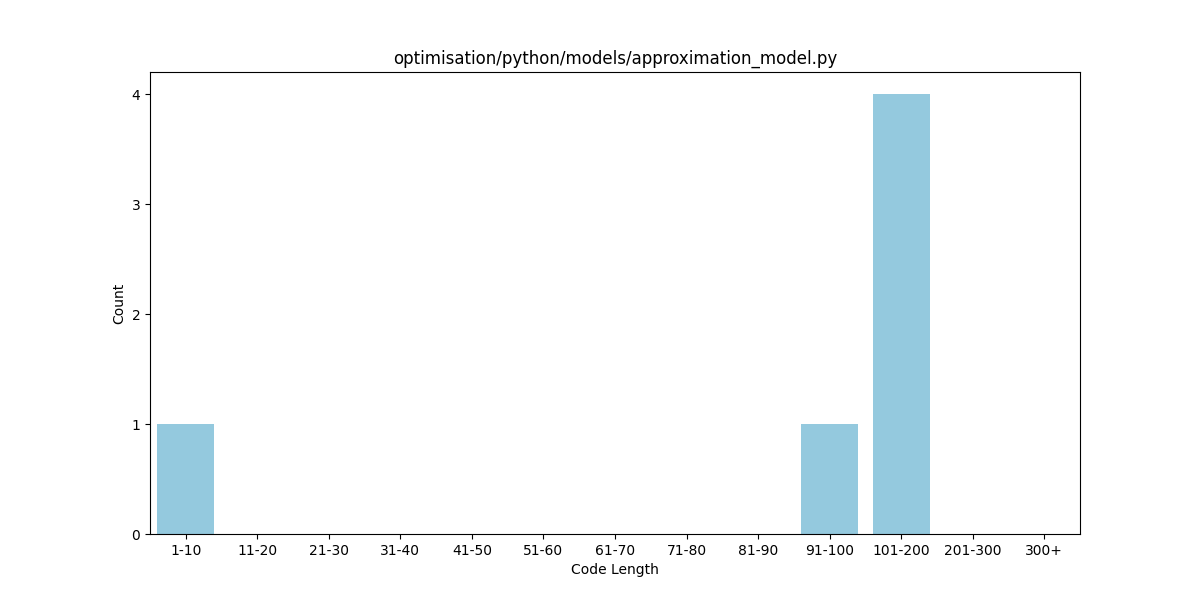 optimisation/python/models/approximation_model.py
4
3
2
1
0
Count
1-10 11-20 21-30 31-40 41-50 51-60 61-70 71-80 81-90 91-100 101-200 201-300 300+
Code Length